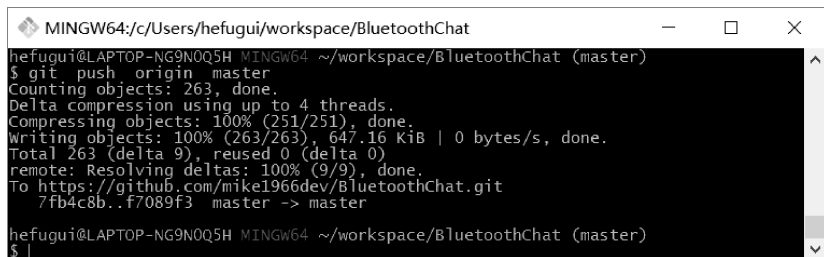 MINGW64:/c/Users/hefugui/workspace/BluetoothChat
hefugui@LAPTOP-NG9N0Q5H MINGW64 ~/workspace/BluetoothChat (master)
$ git  push  origin  master
Counting objects: 263, done.
Delta compression using up to 4 threads.
Compressing objects: 100% (251/251), done.
Writing objects: 100% (263/263), 647.16 KiB | 0 bytes/s, done.
Total 263 (delta 9), reused 0 (delta 0)
remote: Resolving deltas: 100% (9/9), done.
To https://github.com/mike1966dev/BluetoothChat.git
   7fb4c8b..f7089f3  master -> master
hefugui@LAPTOP-NG9N0Q5H MINGW64 ~/workspace/BluetoothChat (master)
$